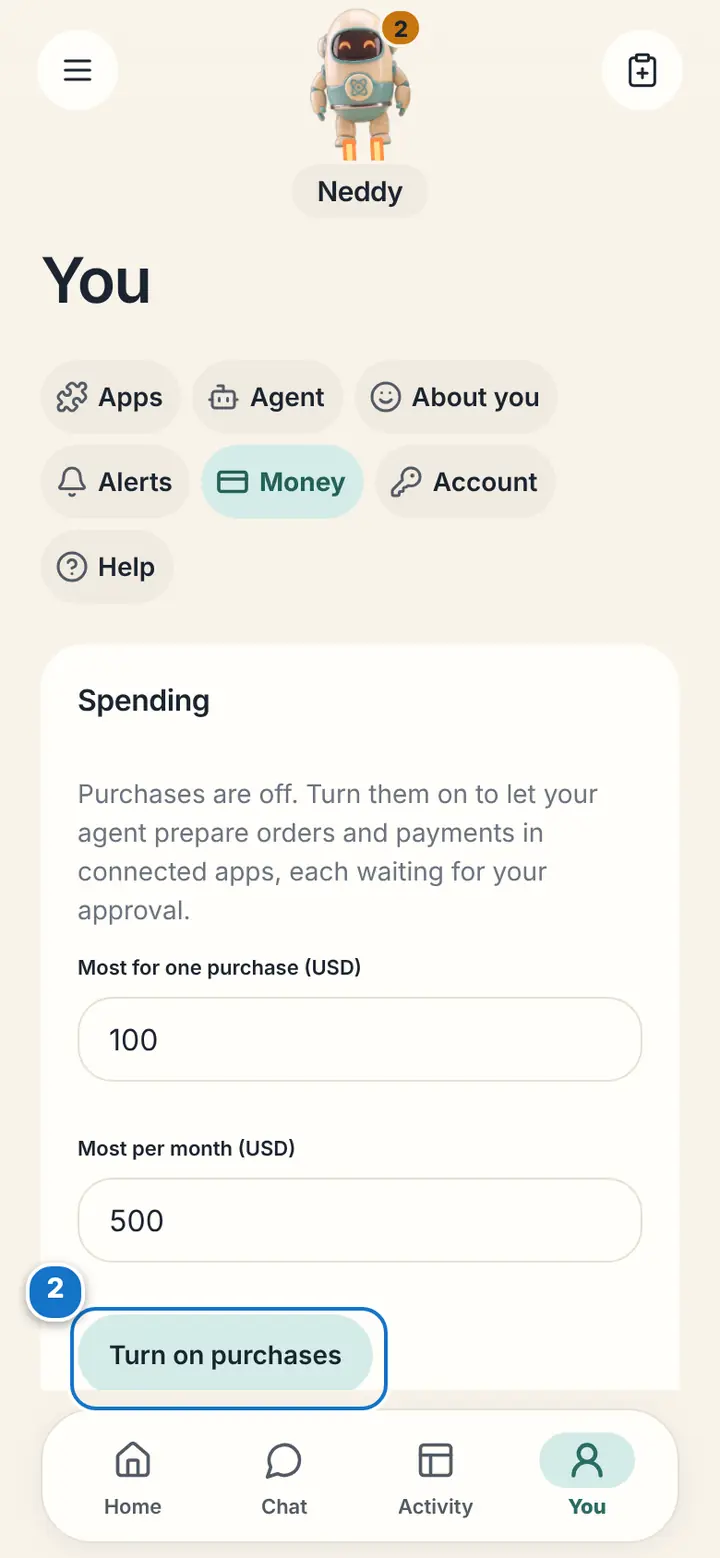 2
Neddy
You
Apps
Agent
About you
Alerts
Money
Account
Help
Spending
Purchases are off. Turn them on to let your
agent prepare orders and payments in
connected apps, each waiting for your
approval.
Most for one purchase (USD)
100
Most per month (USD)
500
2
Turn on purchases
Home
Chat
Activity
You